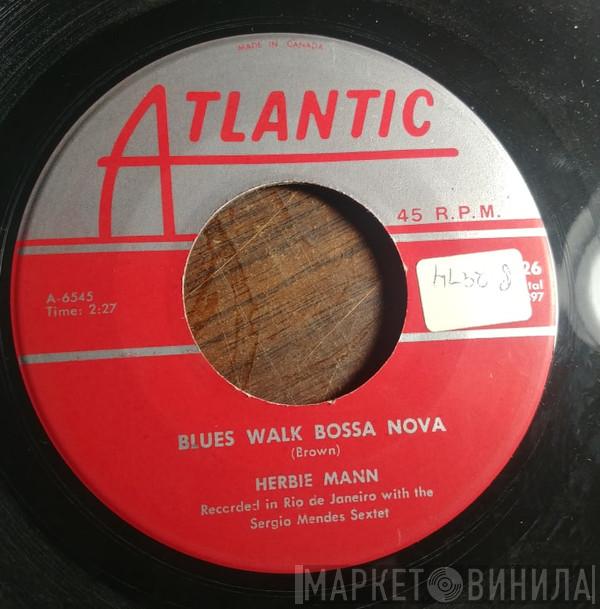 MADE IN CANADA
ATLANTIC
45 R.P.M.
26
A-6545
Time: 2:27
BLUES WALK BOSSA NOVA
(Brown)
HERBIE MANN
Recorded in Rio de Janeiro with the
Sergio Mendes Sextet
МАРКЕТ ВИНИЛА